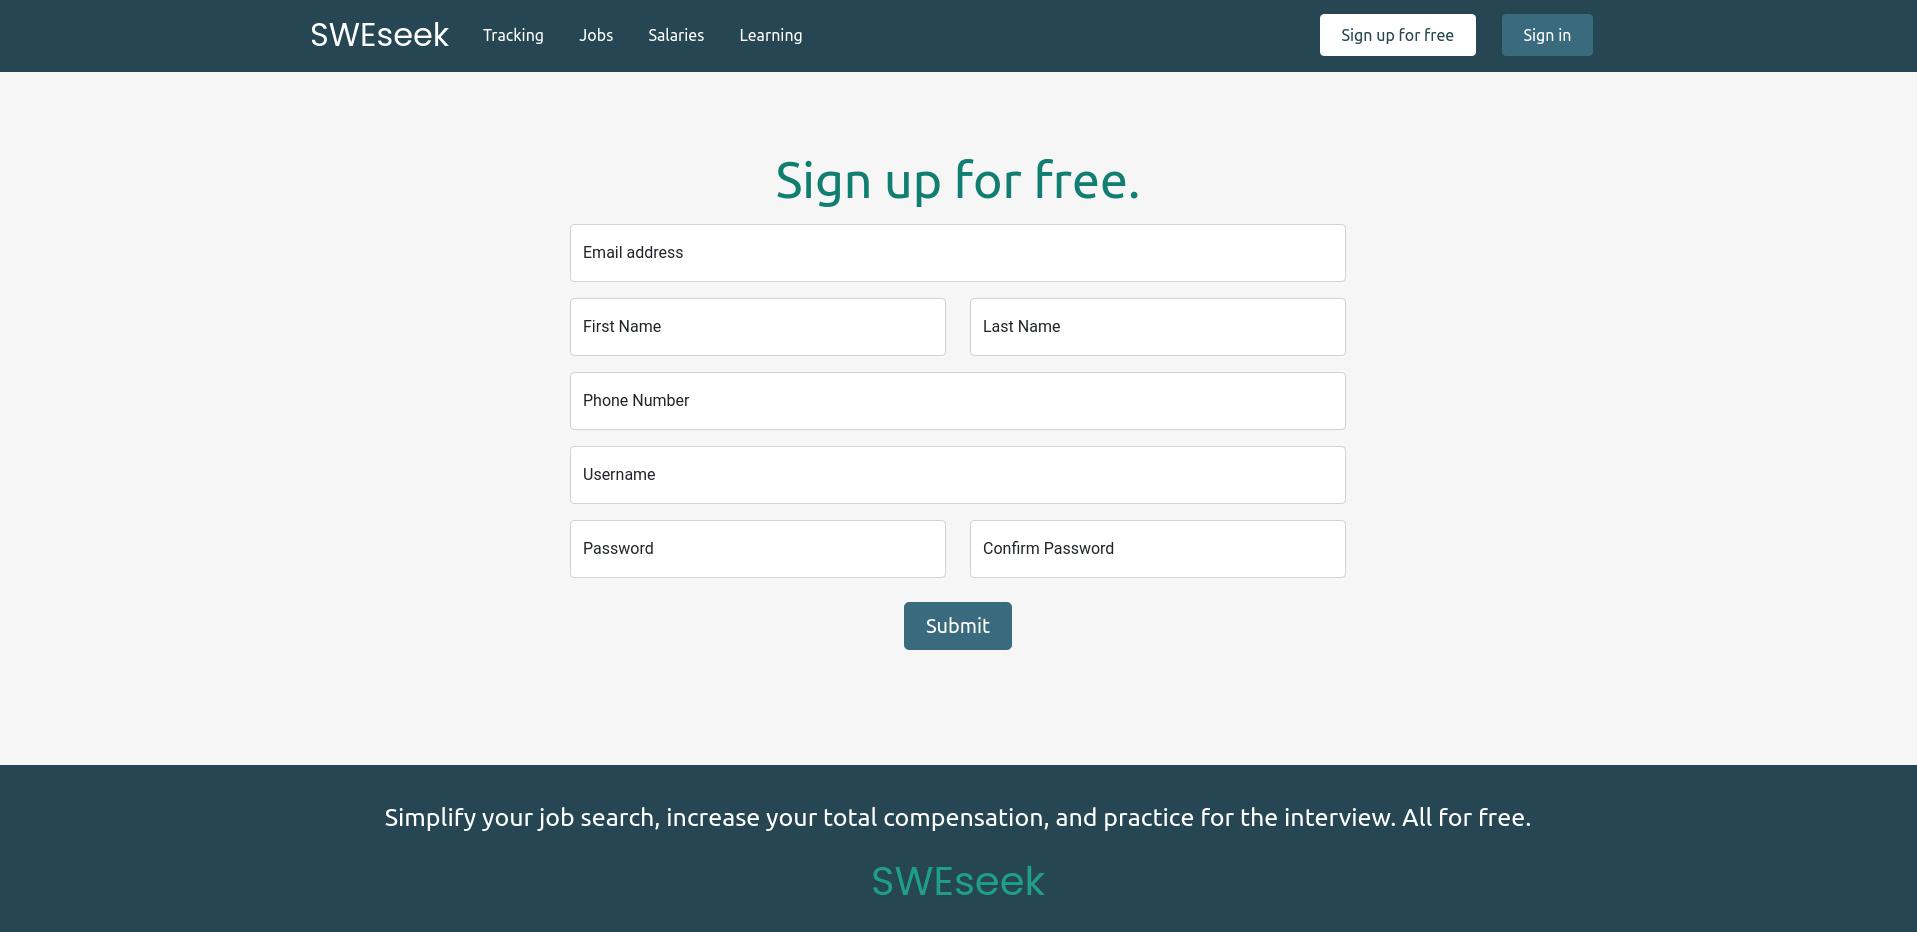 SWEseek Tracking Jobs Salaries Learning Sign up for free Sign in
Sign up for free.
Email address
First Name Last Name
Phone Number
Username
Password Confirm Password
Submit
Simplify your job search, increase your total compensation, and practice for the interview. All for free.
SWEseek